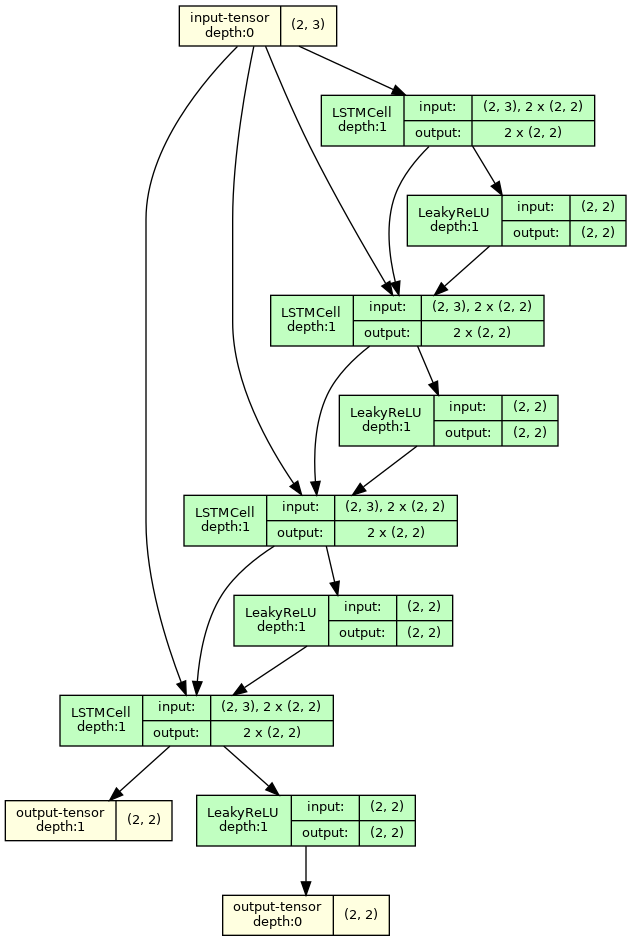 input-tensor
depth:0
(2, 3)
LSTMCell
depth:1
input:
(2, 3), 2 x (2, 2)
output:
2 x (2, 2)
LeakyReLU
depth:1
input:
(2, 2)
output:
(2, 2)
LSTMCell
depth:1
input:
(2, 3), 2 x (2, 2)
output:
2 x (2, 2)
LeakyReLU
depth:1
input:
(2, 2)
output:
(2, 2)
LSTMCell
depth:1
input:
(2, 3), 2 x (2, 2)
output:
2 x (2, 2)
LeakyReLU
depth:1
input:
(2, 2)
output:
(2, 2)
LSTMCell
depth:1
input:
(2, 3), 2 x (2, 2)
output:
2 x (2, 2)
output-tensor
depth:1
(2, 2)
LeakyReLU
depth:1
input:
(2, 2)
output:
(2, 2)
output-tensor
depth:0
(2, 2)